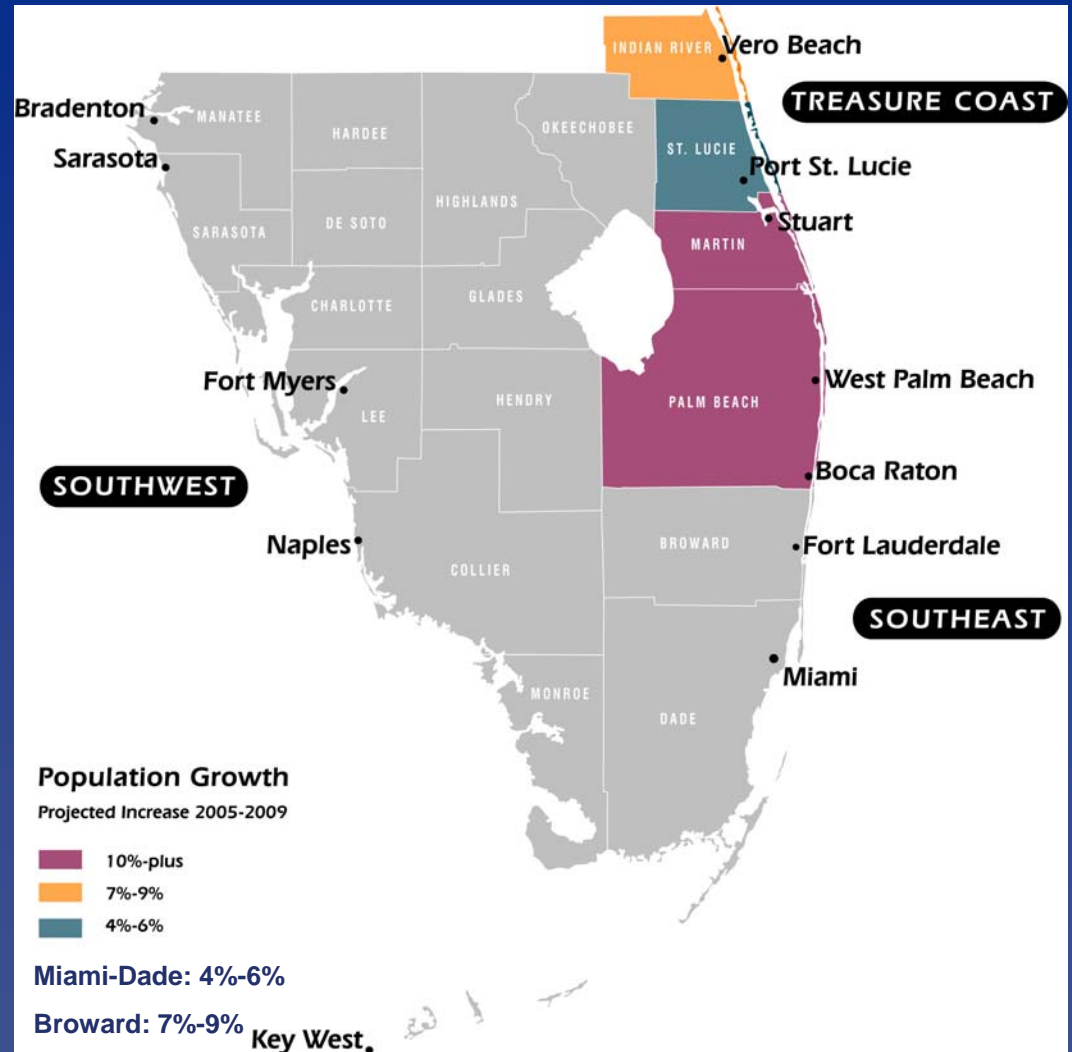 INDIAN RIVER
Vero Beach
TREASURE COAST
Bradenton
MANATEE
HARDEE
OKEECHOBEE
ST. LUCIE
Sarasota
Port St. Lucie
HIGHLANDS
SARASOTA
DE SOTO
Stuart
MARTIN
CHARLOTTE
GLADES
Fort Myers
LEE
HENDRY
PALM BEACH
West Palm Beach
SOUTHWEST
Boca Raton
Naples
COLLIER
BROWARD
Fort Lauderdale
SOUTHEAST
Miami
MONROE
DADE
Population Growth
Projected Increase 2005-2009
10%-plus
7%-9%
4%-6%
Miami-Dade: 4%-6%
Broward: 7%-9%
Key West